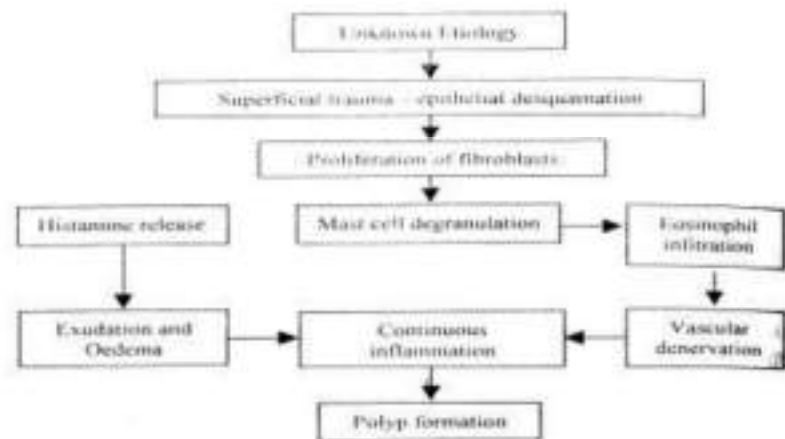 Unknown Etiology
Superficial trauma - epithelial desquamation
Proliferation of fibroblasts
Histamine release
Mast cell degranulation
Eosinophil
infiltration
Exudation and
Oedema
Continuous
inflammation
Vascular
denervation
Polyp formation